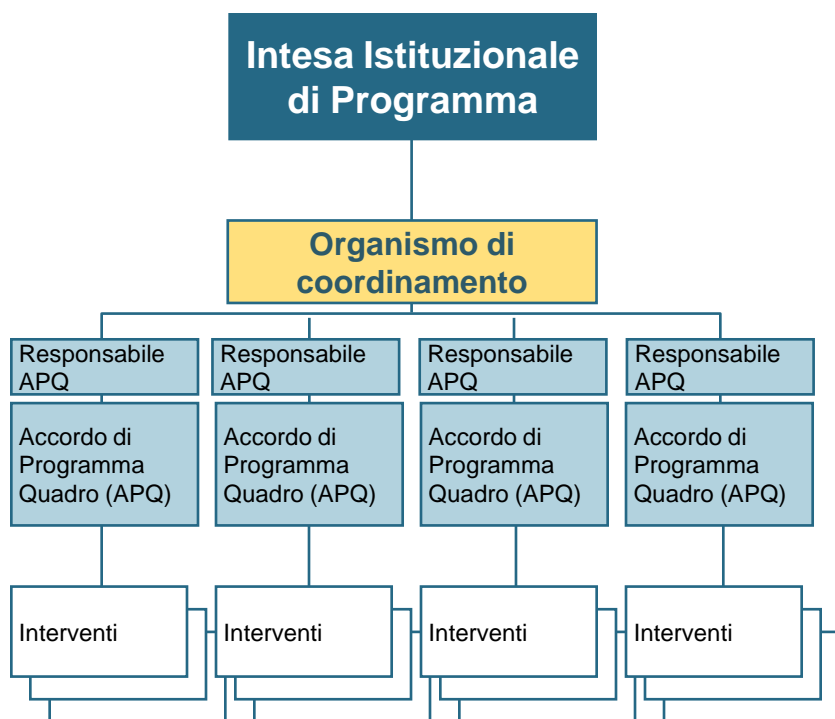 Intesa Istituzionale
di Programma
Organismo di
coordinamento
Responsabile
APQ
Responsabile
APQ
Responsabile
APQ
Responsabile
APQ
Accordo di
Programma
Quadro (APQ)
Accordo di
Programma
Quadro (APQ)
Accordo di
Programma
Quadro (APQ)
Accordo di
Programma
Quadro (APQ)
Interventi
Interventi
Interventi
Interventi